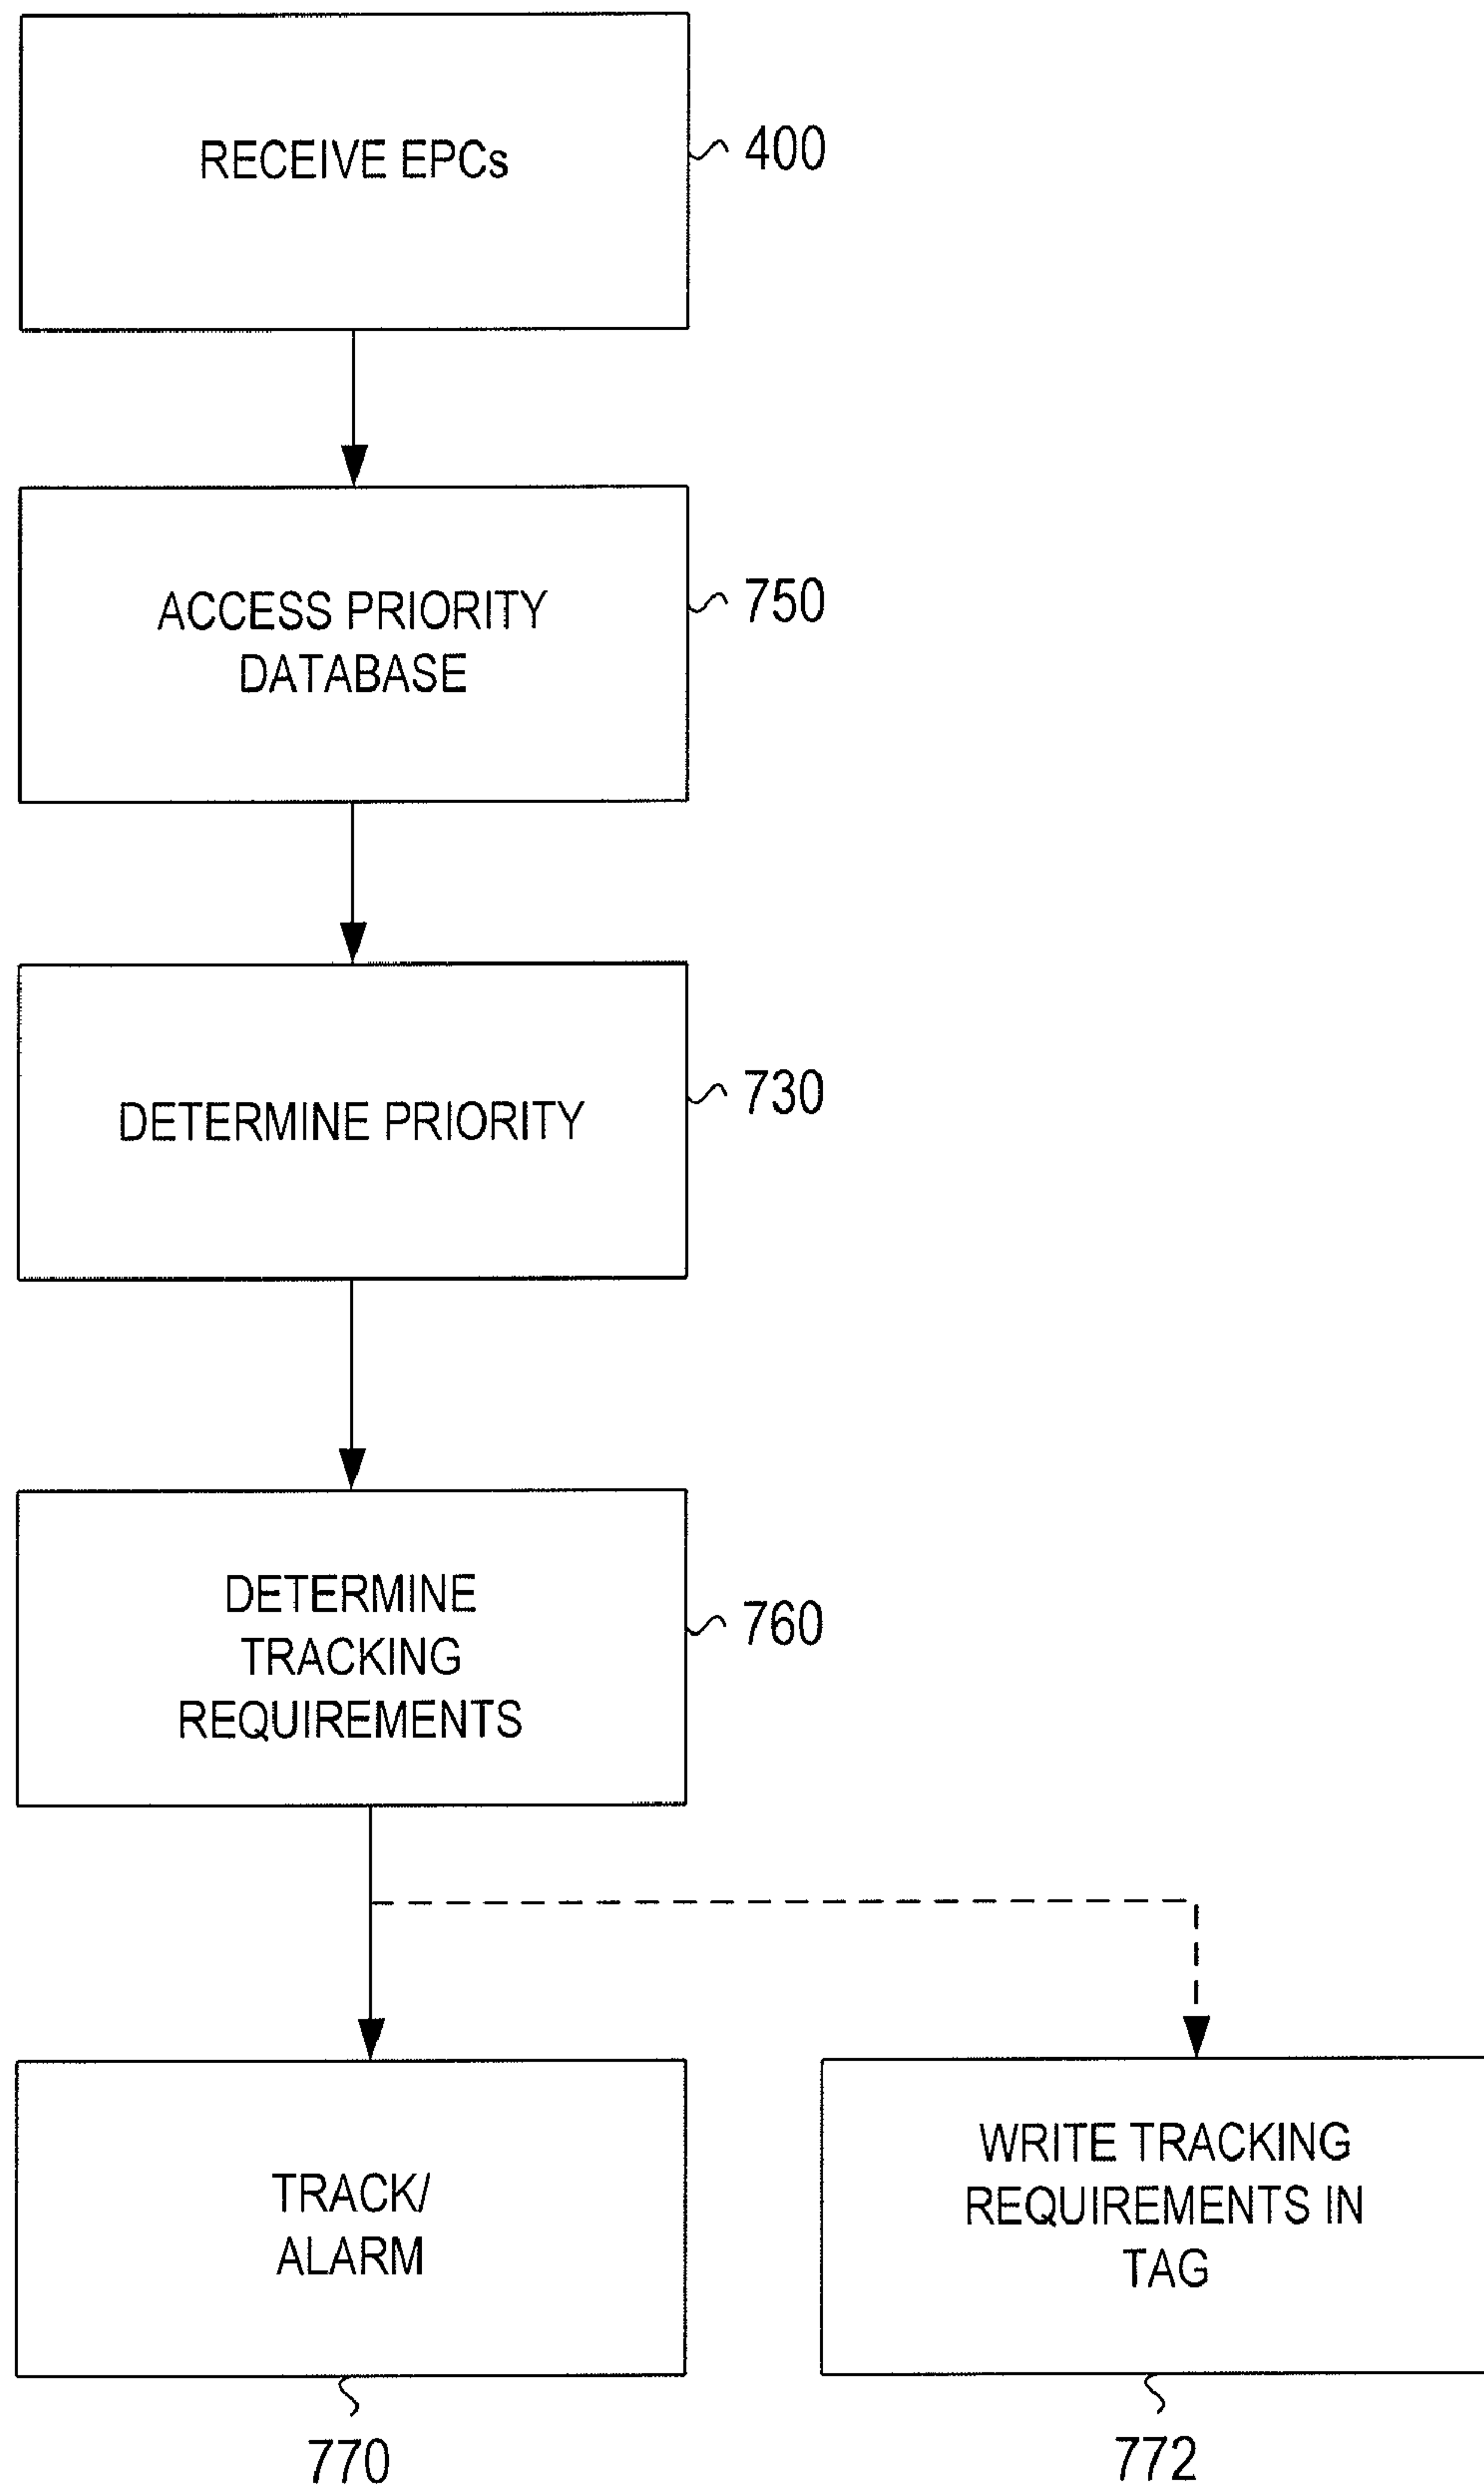 RECEIVE EPCs
400
ACCESS PRIORITY
DATABASE
750
DETERMINE PRIORITY
730
DETERMINE
TRACKING
REQUIREMENTS
760
TRACK/
ALARM
770
WRITE TRACKING
REQUIREMENTS IN
TAG
772